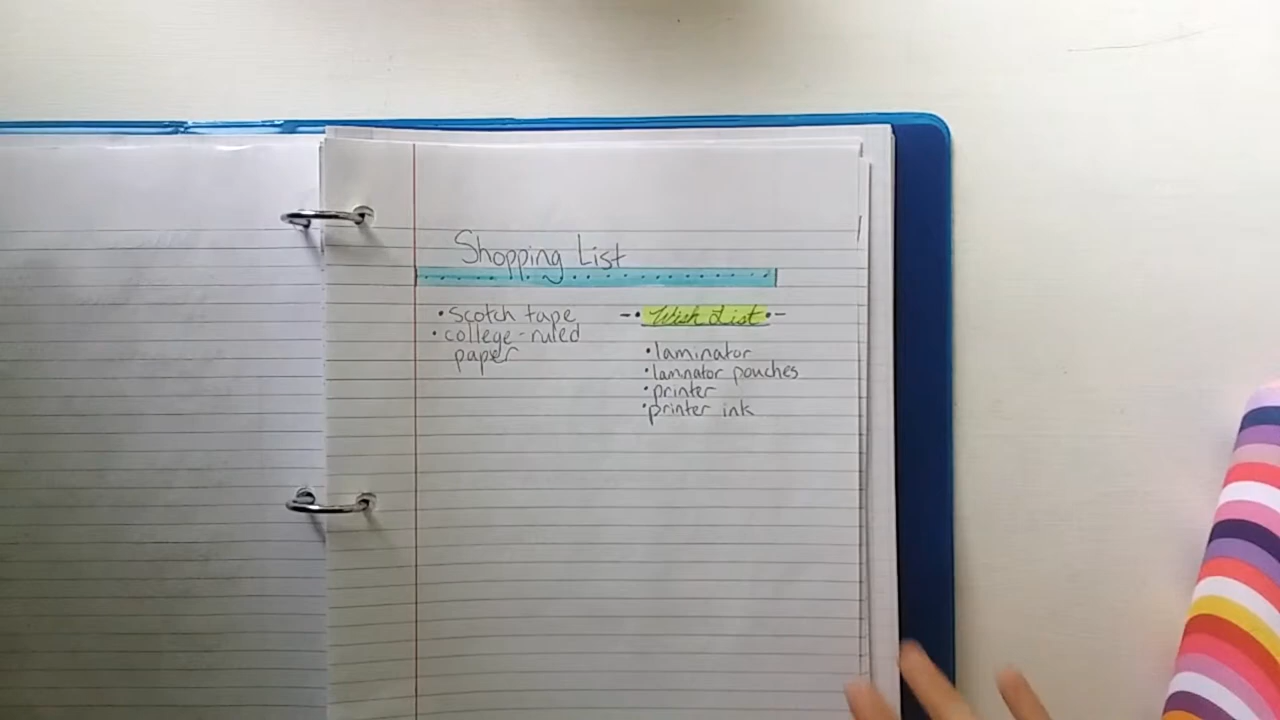 Shopping List
• Scotch tape
• college-ruled
paper
-• Wish List •-
• laminator
• laminator pouches
• printer
• printer ink